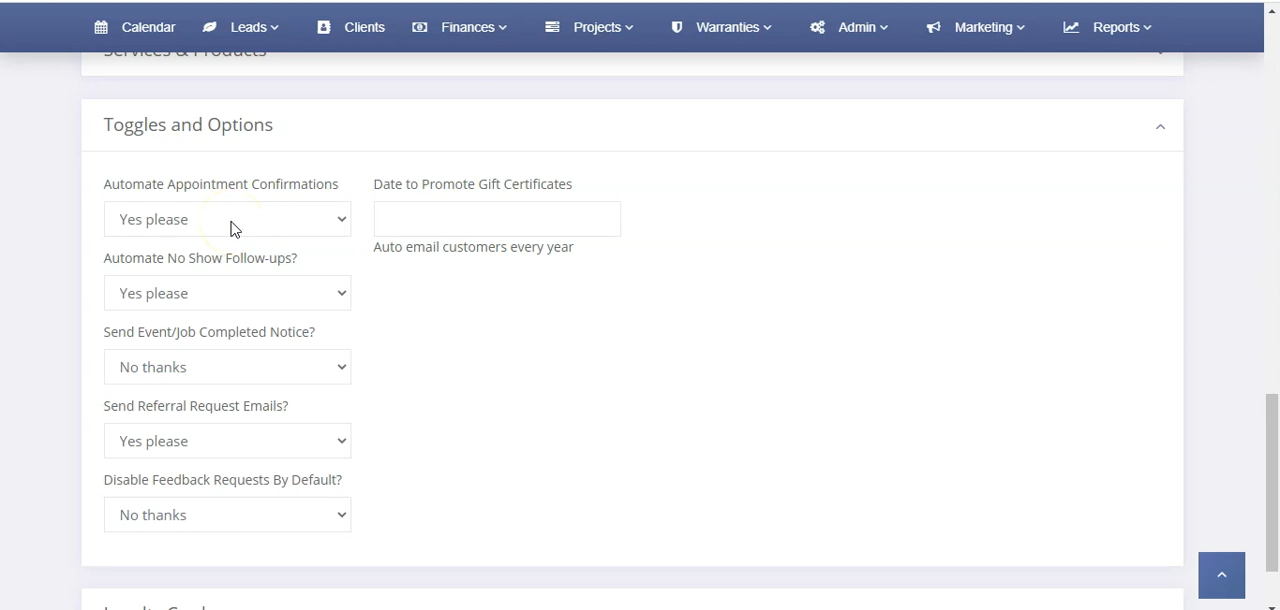 Calendar Leads Clients Finances Projects Warranties Admin Marketing Reports
Services & Products
Toggles and Options
Automate Appointment Confirmations
Yes please
Automate No Show Follow-ups?
Yes please
Send Event/Job Completed Notice?
No thanks
Send Referral Request Emails?
Yes please
Disable Feedback Requests By Default?
No thanks
Date to Promote Gift Certificates
Auto email customers every year